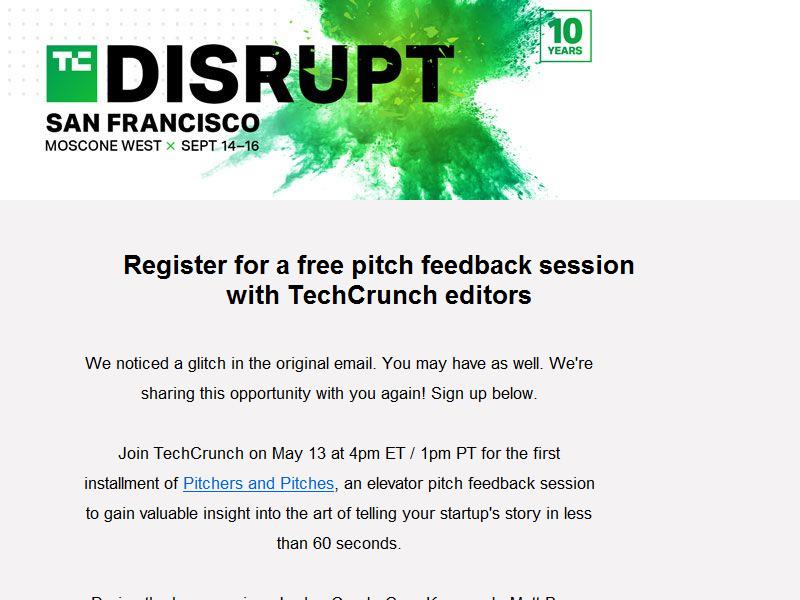 10
YEARS
TC DISRUPT
SAN FRANCISCO
MOSCONE WEST × SEPT 14–16
Register for a free pitch feedback session
with TechCrunch editors
We noticed a glitch in the original email. You may have as well. We're
sharing this opportunity with you again! Sign up below.
Join TechCrunch on May 13 at 4pm ET / 1pm PT for the first
installment of Pitchers and Pitches, an elevator pitch feedback session
to gain valuable insight into the art of telling your startup's story in less
than 60 seconds.